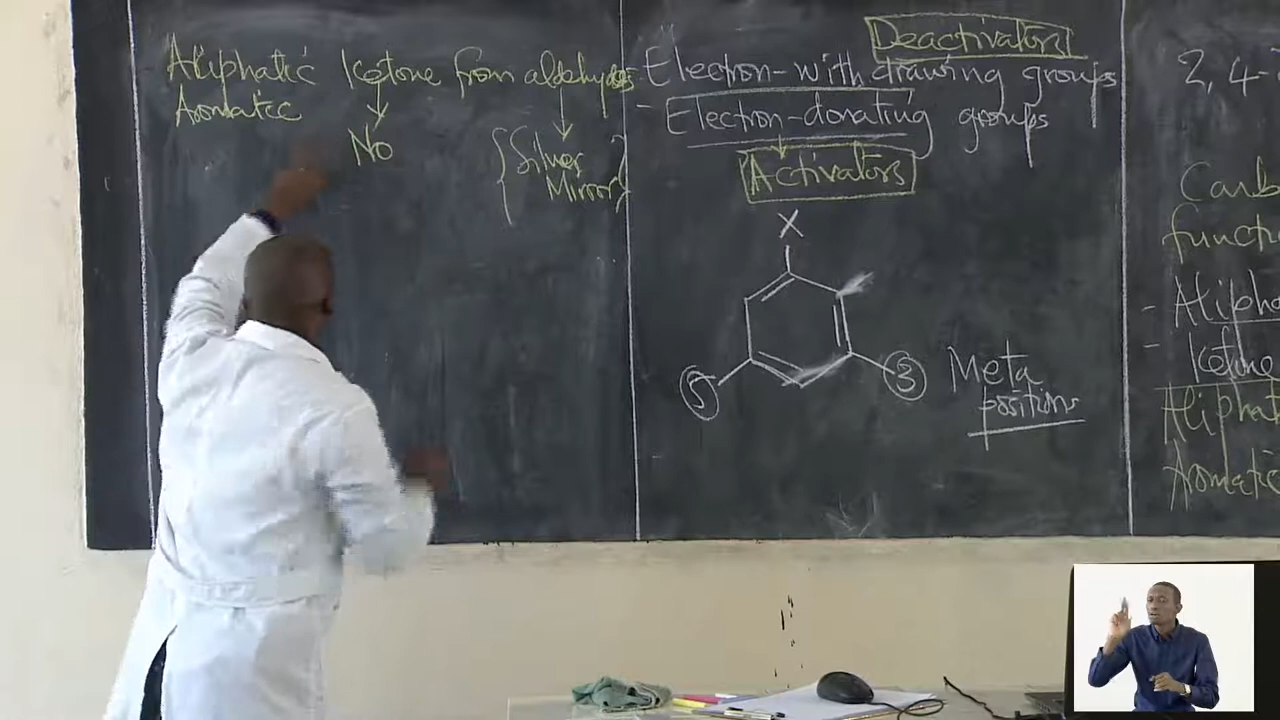 Aliphatic Ketone from aldehydes
Aromatic
No
{Silver
Mirror}
Deactivators
- Electron-withdrawing groups
- Electron-donating groups
Activators
X
5
3
Meta
positions
2, 4-
Carb
functi
- Alipha
- Ketone
Aliphat
Aromatic